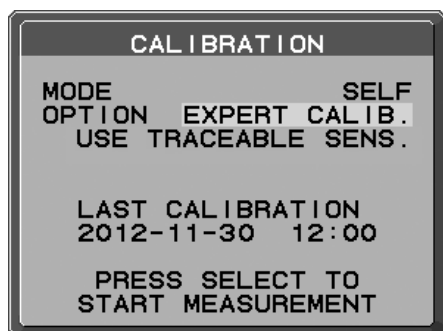 CALIBRATION
MODE SELF
OPTION EXPERT CALIB.
USE TRACEABLE SENS.
LAST CALIBRATION
2012-11-30 12:00
PRESS SELECT TO
START MEASUREMENT